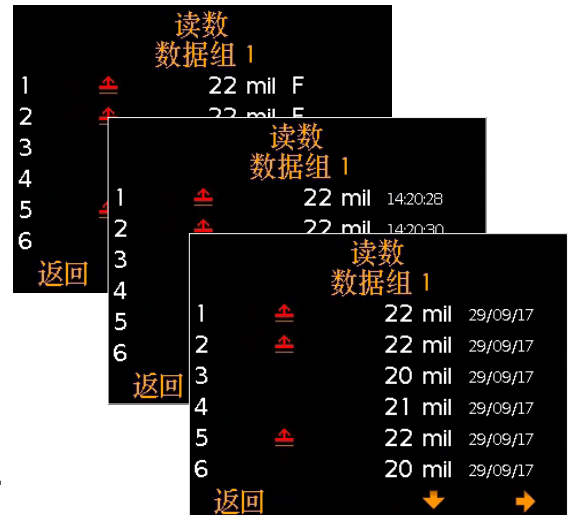 读数
数据组 1
1 22 mil F
2 22 mil F
3
4
5
6
返回
读数
数据组 1
1 22 mil 14:20:28
2 22 mil 14:20:30
3
4
5
6
返回
读数
数据组 1
1 22 mil 29/09/17
2 22 mil 29/09/17
3 20 mil 29/09/17
4 21 mil 29/09/17
5 22 mil 29/09/17
6 20 mil 29/09/17
返回